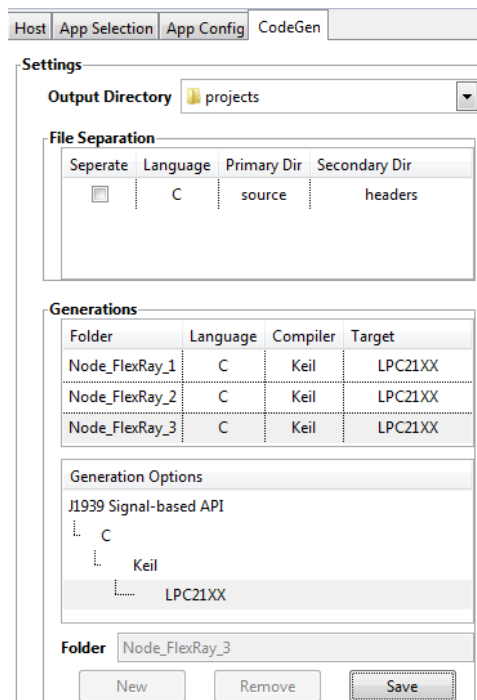 Host App Selection App Config CodeGen
Settings
Output Directory projects
File Separation
Seperate Language Primary Dir Secondary Dir
C source headers
Generations
Folder Language Compiler Target
Node_FlexRay_1 C Keil LPC21XX
Node_FlexRay_2 C Keil LPC21XX
Node_FlexRay_3 C Keil LPC21XX
Generation Options
J1939 Signal-based API
C
Keil
LPC21XX
Folder Node_FlexRay_3
New Remove Save